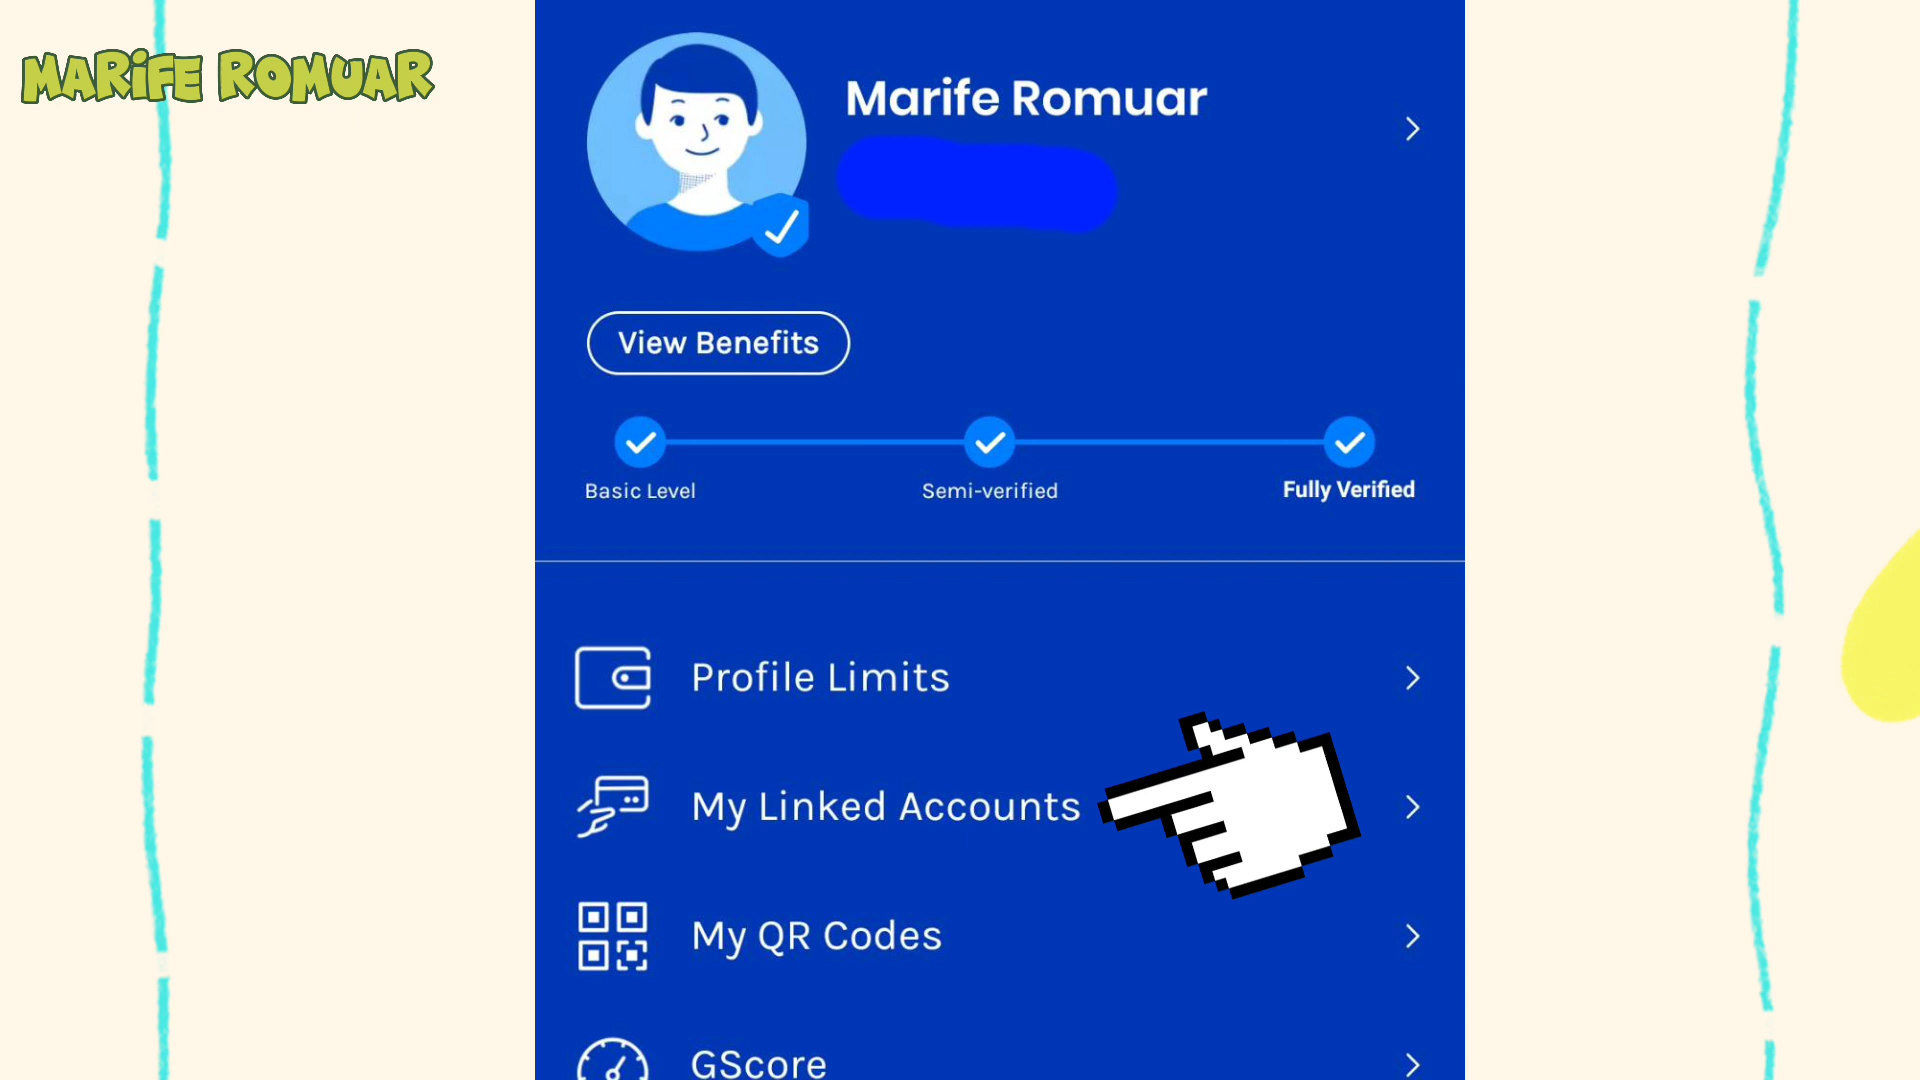 MARiFE ROMUAR
Marife Romuar
View Benefits
Basic Level
Semi-verified
Fully Verified
Profile Limits
My Linked Accounts
My QR Codes
GScore